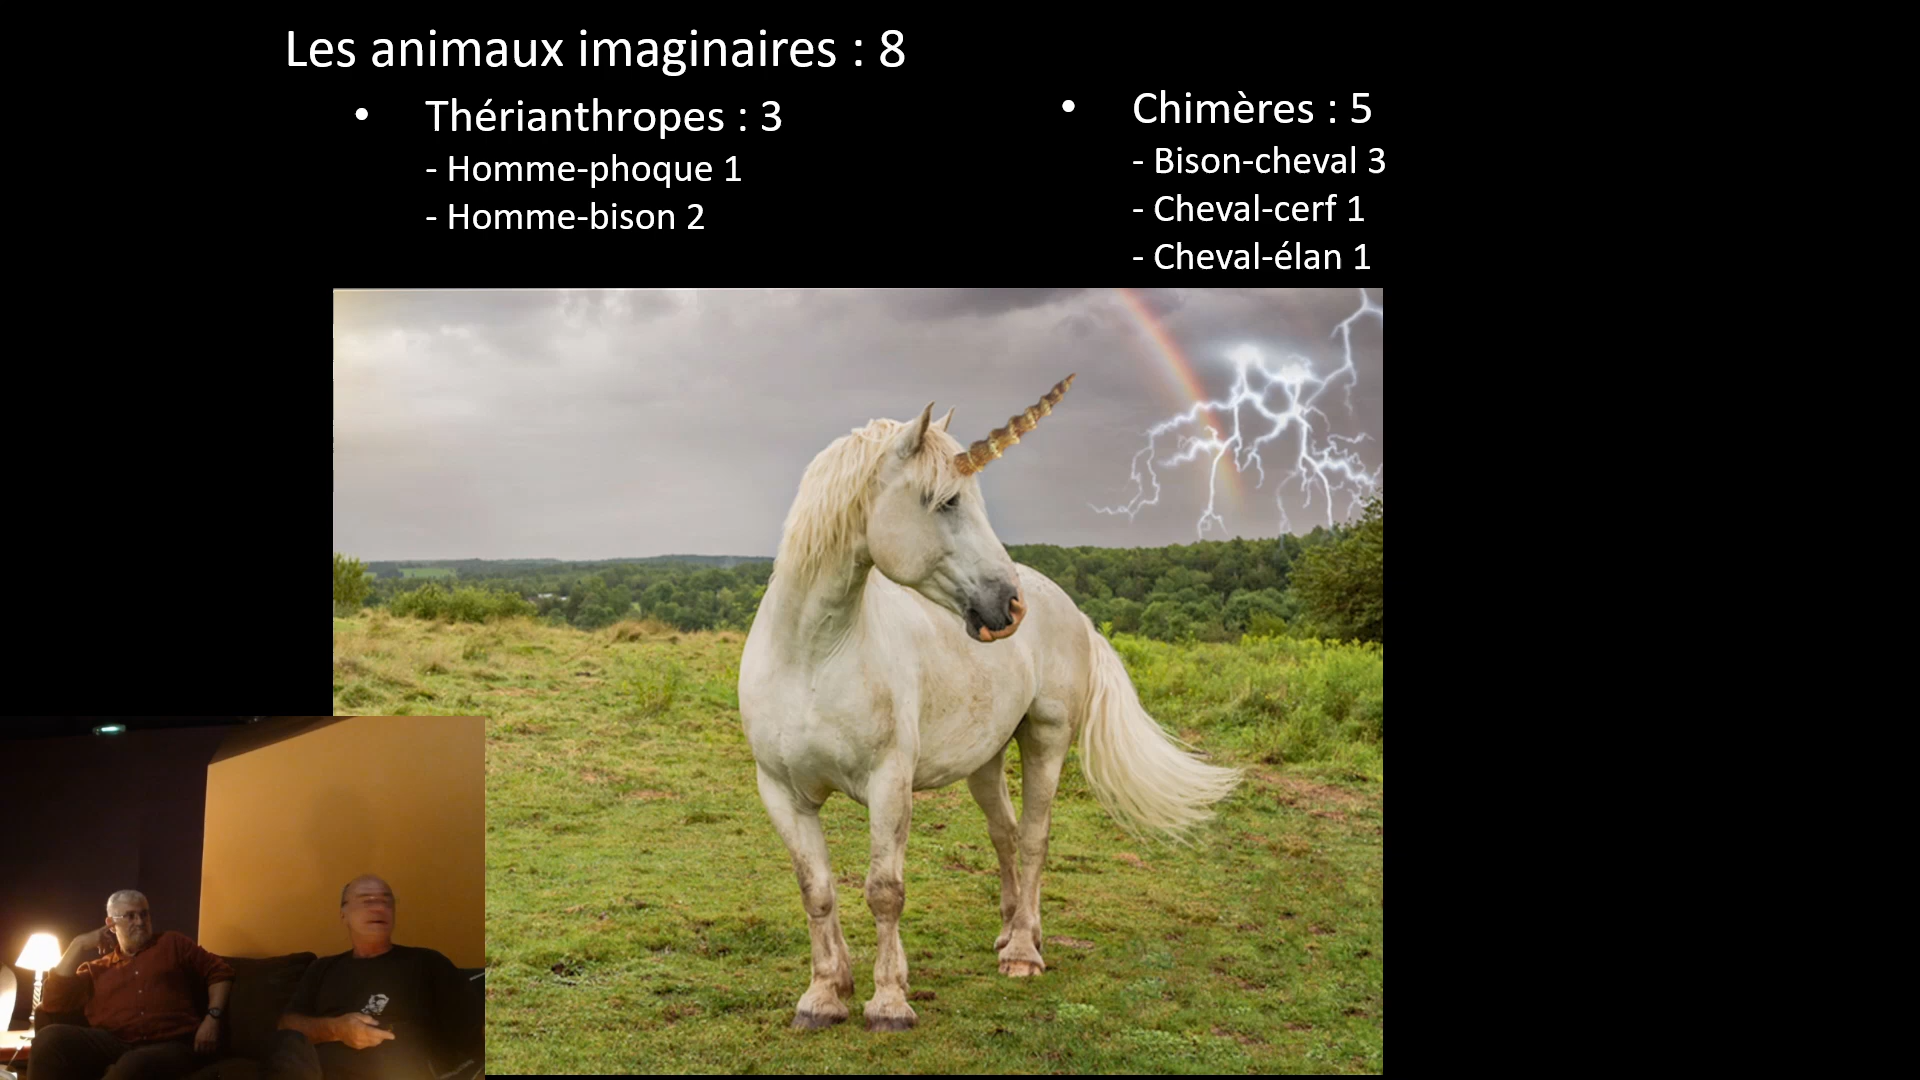 Les animaux imaginaires : 8
• Thérianthropes : 3
- Homme-phoque 1
- Homme-bison 2
• Chimères : 5
- Bison-cheval 3
- Cheval-cerf 1
- Cheval-élan 1